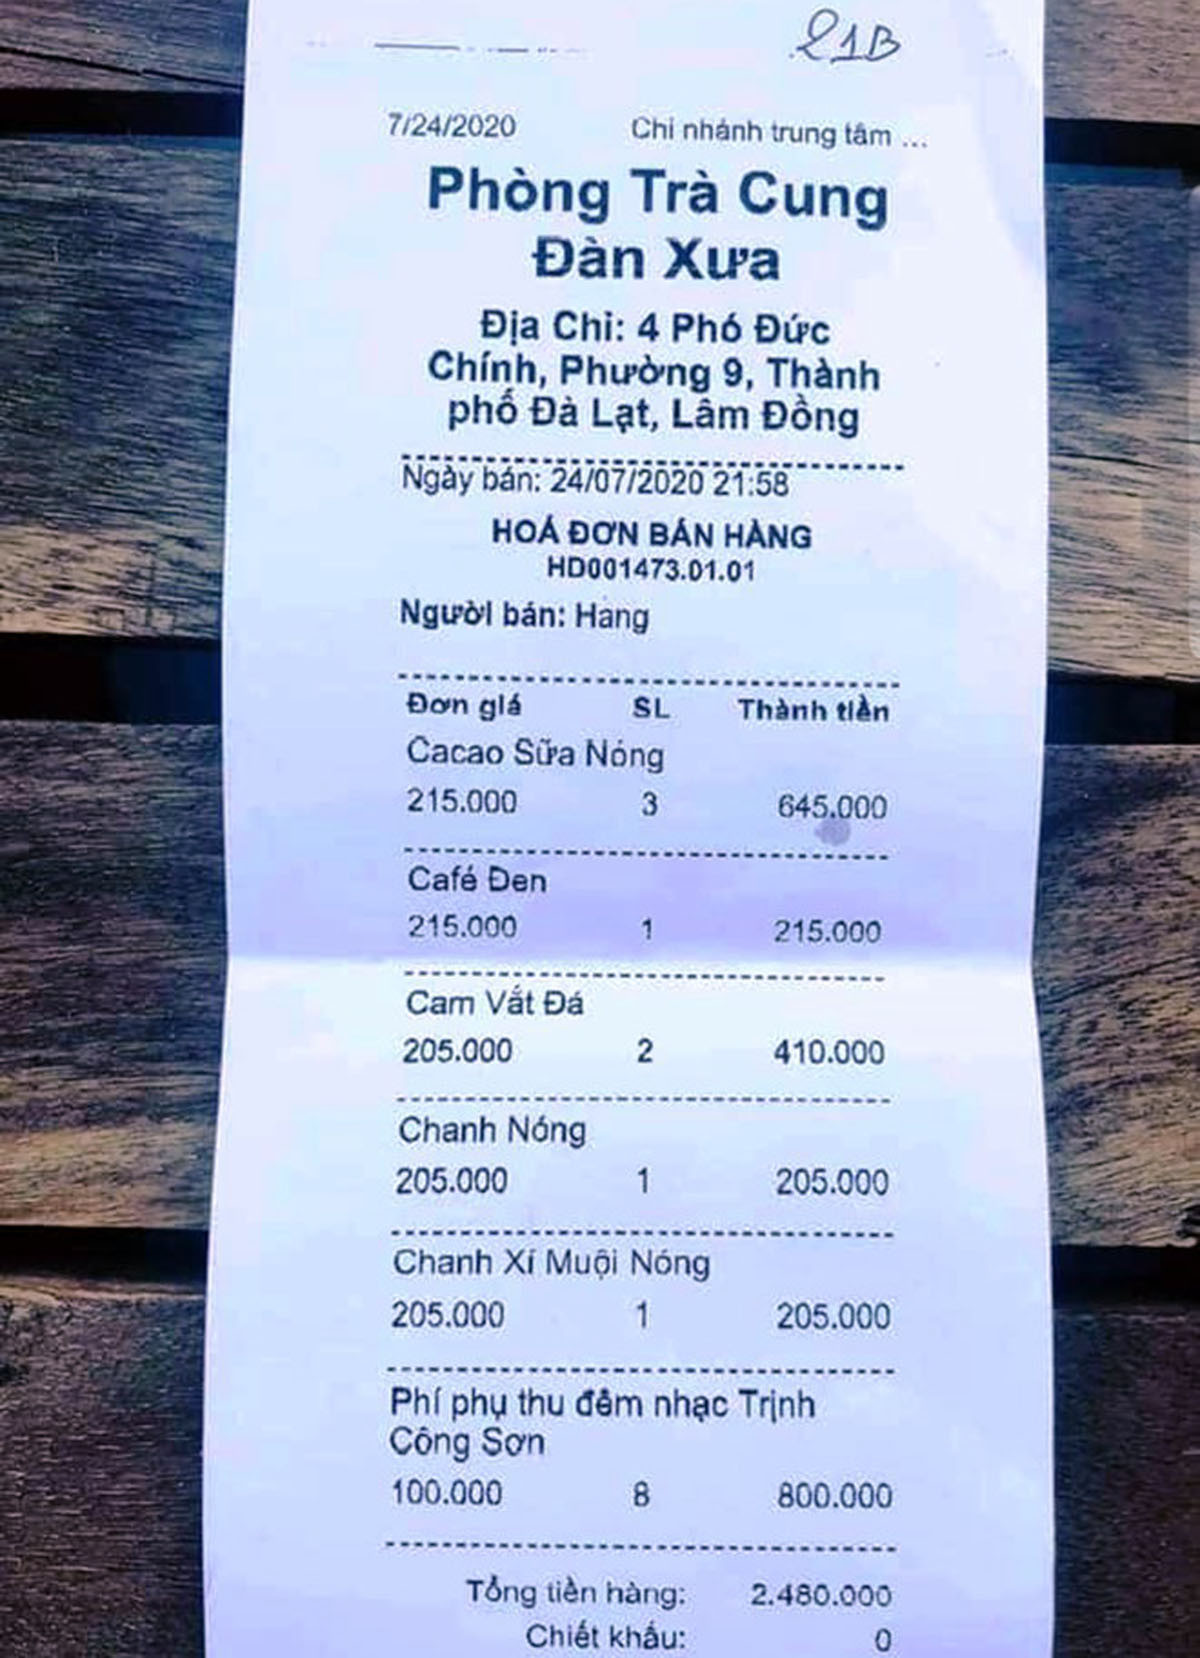 21B
7/24/2020 Chi nhánh trung tâm ...
Phòng Trà Cung
Đàn Xưa
Địa Chi: 4 Phó Đức
Chính, Phường 9, Thành
phố Đà Lạt, Lâm Đồng
Ngày bán: 24/07/2020 21:58
HOÁ ĐƠN BÁN HÀNG
HD001473.01.01
Người bán: Hang
Đơn giá SL Thành tiền
Cacao Sữa Nóng
215.000 3 645.000
Café Đen
215.000 1 215.000
Cam Vắt Đá
205.000 2 410.000
Chanh Nóng
205.000 1 205.000
Chanh Xí Muội Nóng
205.000 1 205.000
Phí phụ thu đêm nhạc Trịnh
Công Sơn
100.000 8 800.000
Tổng tiền hàng: 2.480.000
Chiết khấu: 0